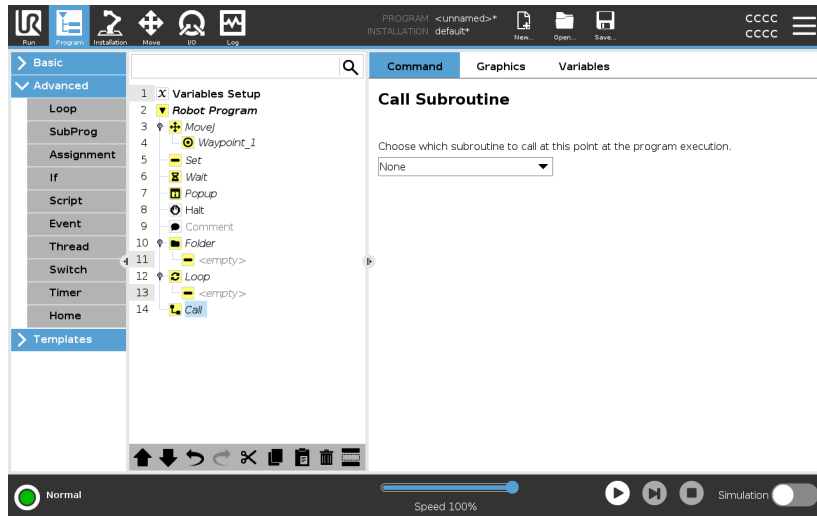 UR
PROGRAM <unnamed>*
INSTALLATION default*
CCCC
CCCC
Run Program Installation Move I/O Log New... Open... Save...
Basic
Advanced
Loop
SubProg
Assignment
If
Script
Event
Thread
Switch
Timer
Home
Templates
1 X Variables Setup
2 Robot Program
3 MoveJ
4 Waypoint_1
5 Set
6 Wait
7 Popup
8 Halt
9 Comment
10 Folder
11 <empty>
12 Loop
13 <empty>
14 Call
Command Graphics Variables
Call Subroutine
Choose which subroutine to call at this point at the program execution.
None
Normal
Speed 100%
Simulation